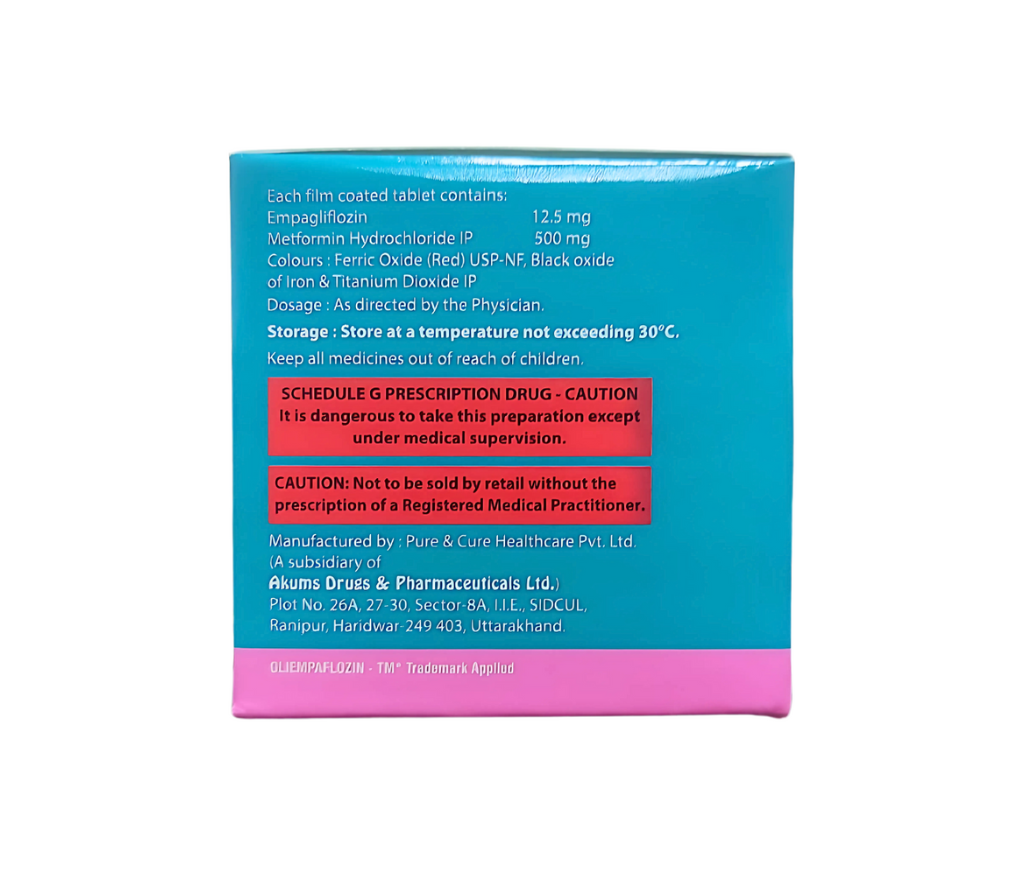 Each film coated tablet contains:
Empagliflozin 12.5 mg
Metformin Hydrochloride IP 500 mg
Colours : Ferric Oxide (Red) USP-NF, Black oxide
of Iron & Titanium Dioxide IP
Dosage : As directed by the Physician.
Storage : Store at a temperature not exceeding 30°C.
Keep all medicines out of reach of children.
SCHEDULE G PRESCRIPTION DRUG - CAUTION
It is dangerous to take this preparation except
under medical supervision.
CAUTION: Not to be sold by retail without the
prescription of a Registered Medical Practitioner.
Manufactured by : Pure & Cure Healthcare Pvt. Ltd.
(A subsidiary of
Akums Drugs & Pharmaceuticals Ltd.)
Plot No. 26A, 27-30, Sector-8A, I.I.E., SIDCUL,
Ranipur, Haridwar-249 403, Uttarakhand.
OLIEMPAFLOZIN - TM° Trademark Applied